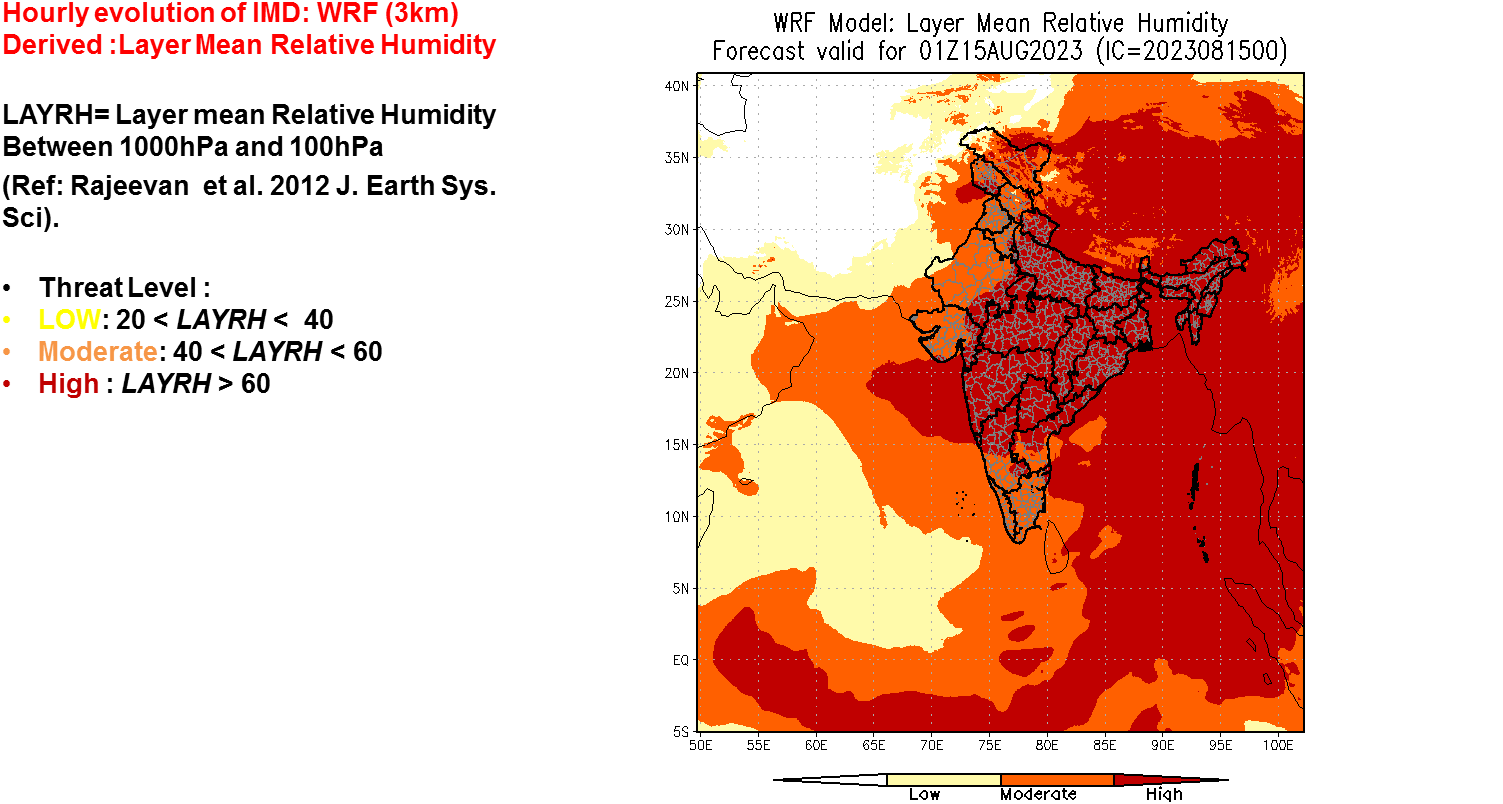 Hourly evolution of IMD: WRF (3km)
Derived :Layer Mean Relative Humidity
LAYRH= Layer mean Relative Humidity
Between 1000hPa and 100hPa
(Ref: Rajeevan et al. 2012 J. Earth Sys.
Sci).
• Threat Level :
• LOW: 20 < LAYRH < 40
• Moderate: 40 < LAYRH < 60
• High : LAYRH > 60
WRF Model: Layer Mean Relative Humidity
Forecast valid for 01Z15AUG2023 (IC=2023081500)
40N
35N
30N
25N
20N
15N
10N
5N
EQ
5S
50E 55E 60E 65E 70E 75E 80E 85E 90E 95E 100E
Low Moderate High